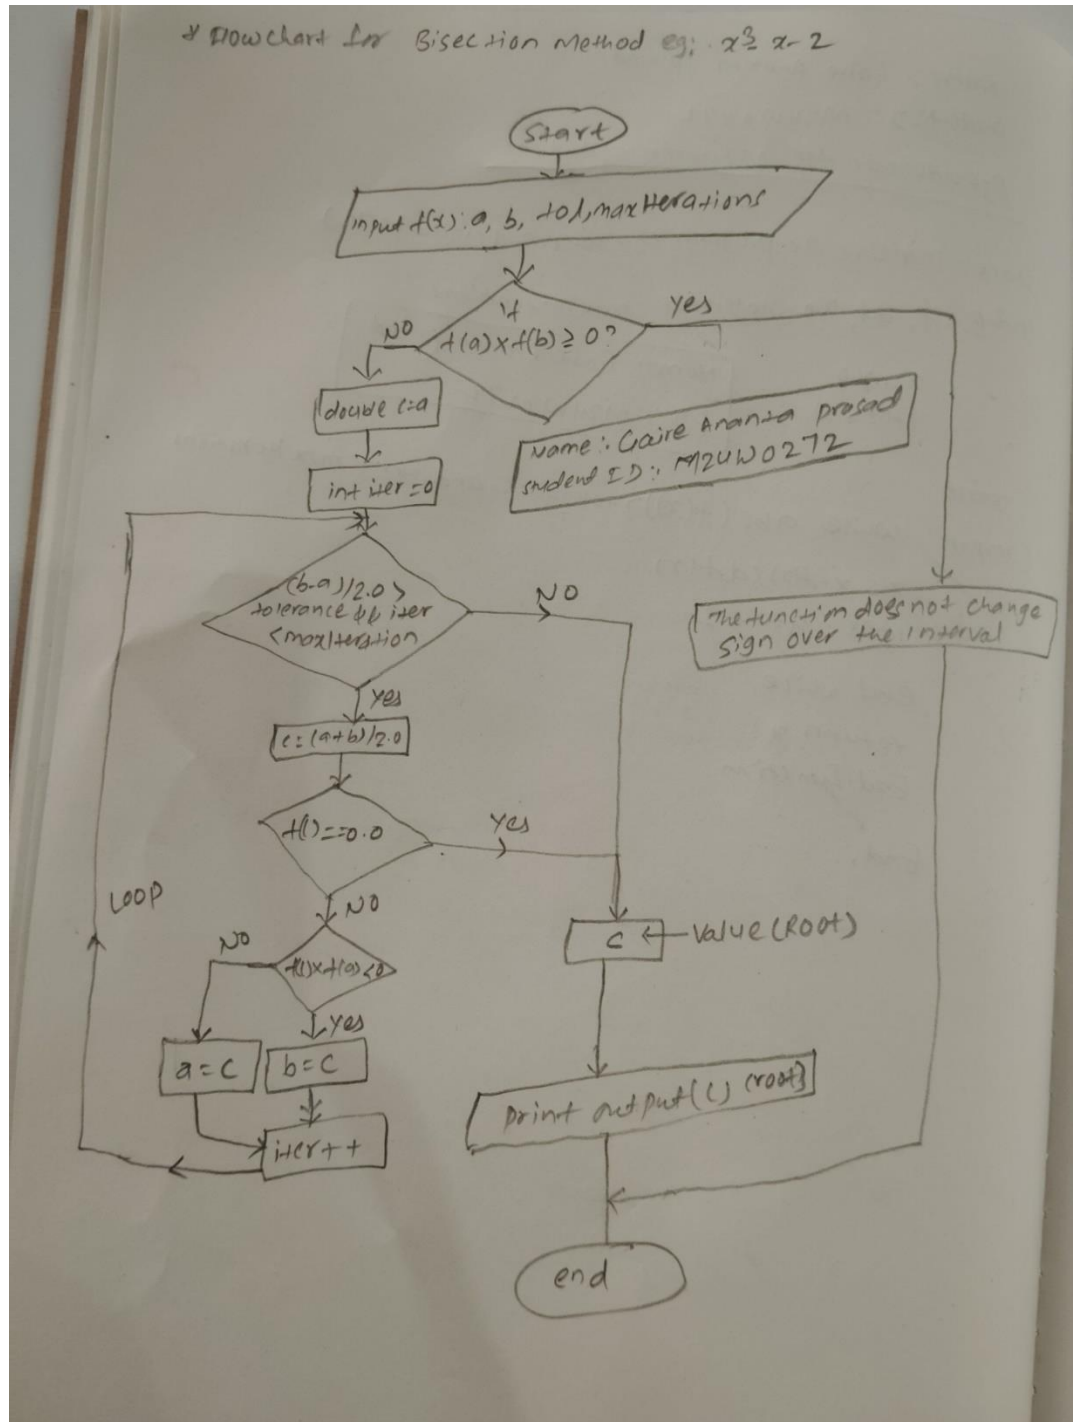 * Flowchart for Bisection Method eg: x³- x-2
Start
input f(x): a, b, tol, maxIterations
if
f(a)xf(b) ≥ 0?
Yes
NO
double c=a
Name:- Gaire Ananta prasad
Student ID:- M24W0272
int iter =0
(b-a)/2.0 >
tolerance && iter
<maxIteration
NO
The function does not change
sign over the interval
Yes
c=(a+b)/2.0
f(c)==0.0
Yes
LOOP
NO
C ← Value (Root)
NO
f(c)xf(a)<0
Yes
a=C
b=C
Print output(c) (root)
iter++
end